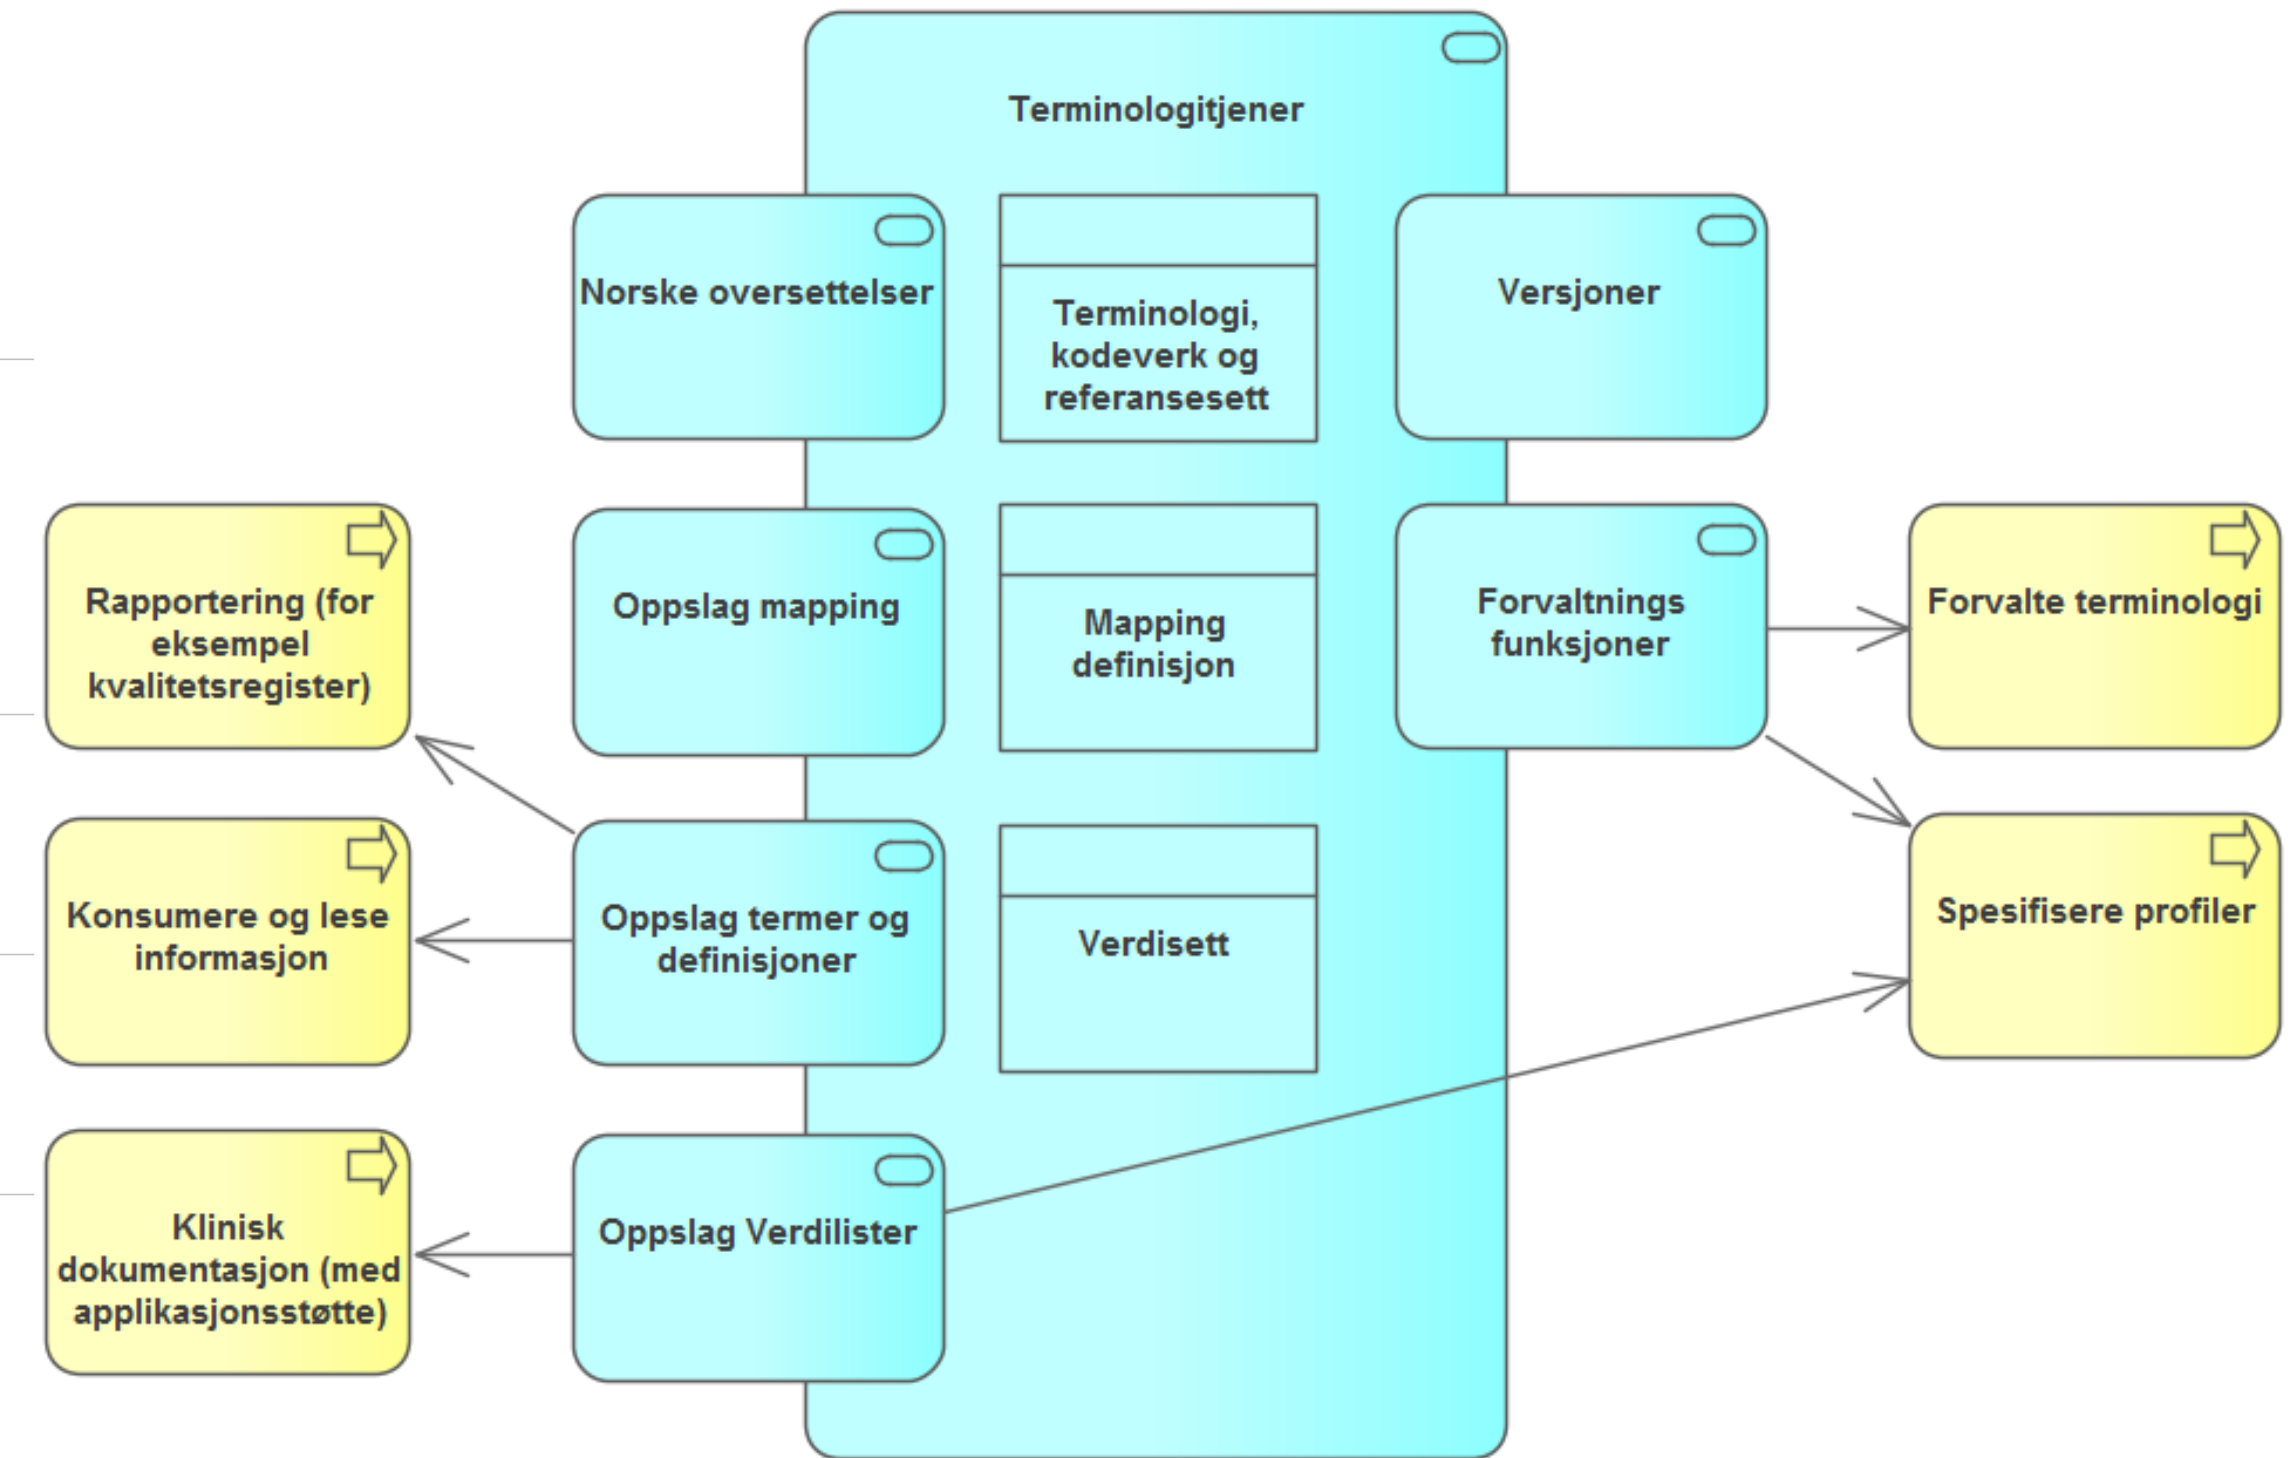 Terminologitjener
Norske oversettelser
Terminologi,
kodeverk og
referansesett
Versjoner
Rapportering (for
eksempel
kvalitetsregister)
Oppslag mapping
Mapping
definisjon
Forvaltnings
funksjoner
Forvalte terminologi
Konsumere og lese
informasjon
Oppslag termer og
definisjoner
Verdisett
Spesifisere profiler
Klinisk
dokumentasjon (med
applikasjonsstøtte)
Oppslag Verdilister